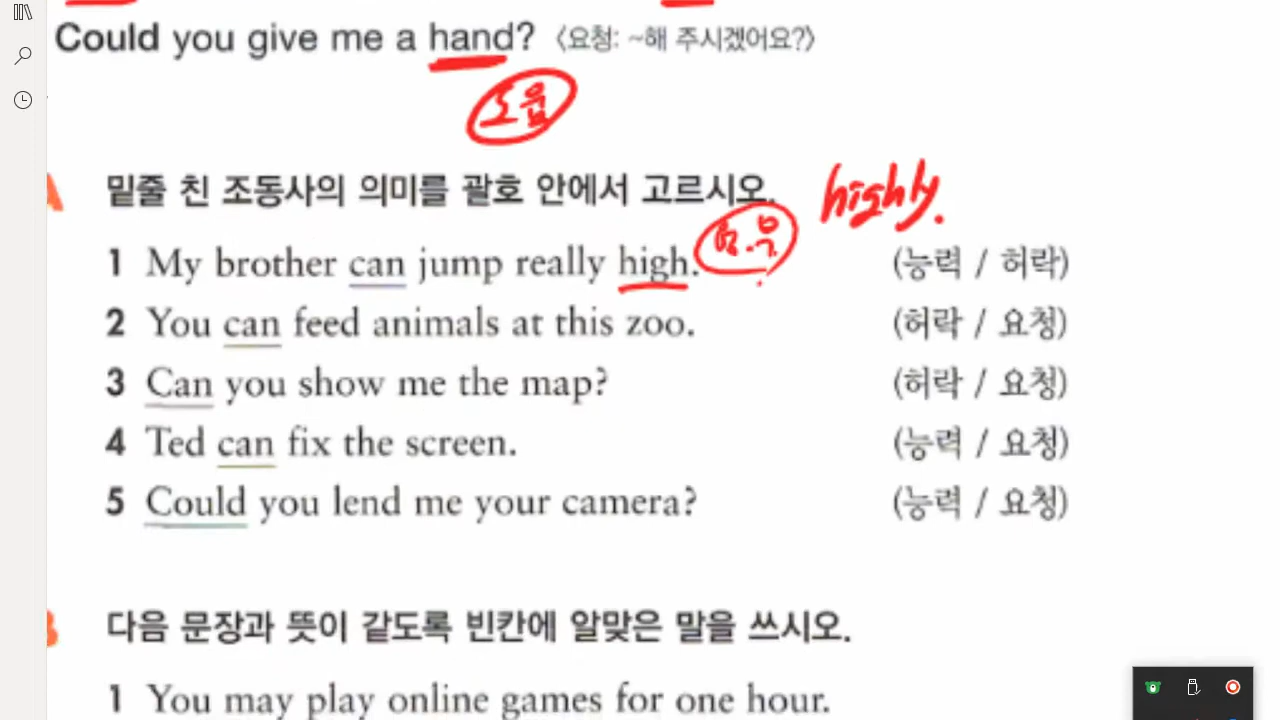 Could you give me a hand? 〈요청: ~해 주시겠어요?〉
도움
A 밑줄 친 조동사의 의미를 괄호 안에서 고르시오. highly.
1 My brother can jump really high. (능력 / 허락)
2 You can feed animals at this zoo. (허락 / 요청)
3 Can you show me the map? (허락 / 요청)
4 Ted can fix the screen. (능력 / 요청)
5 Could you lend me your camera? (능력 / 요청)
B 다음 문장과 뜻이 같도록 빈칸에 알맞은 말을 쓰시오.
1 You may play online games for one hour.